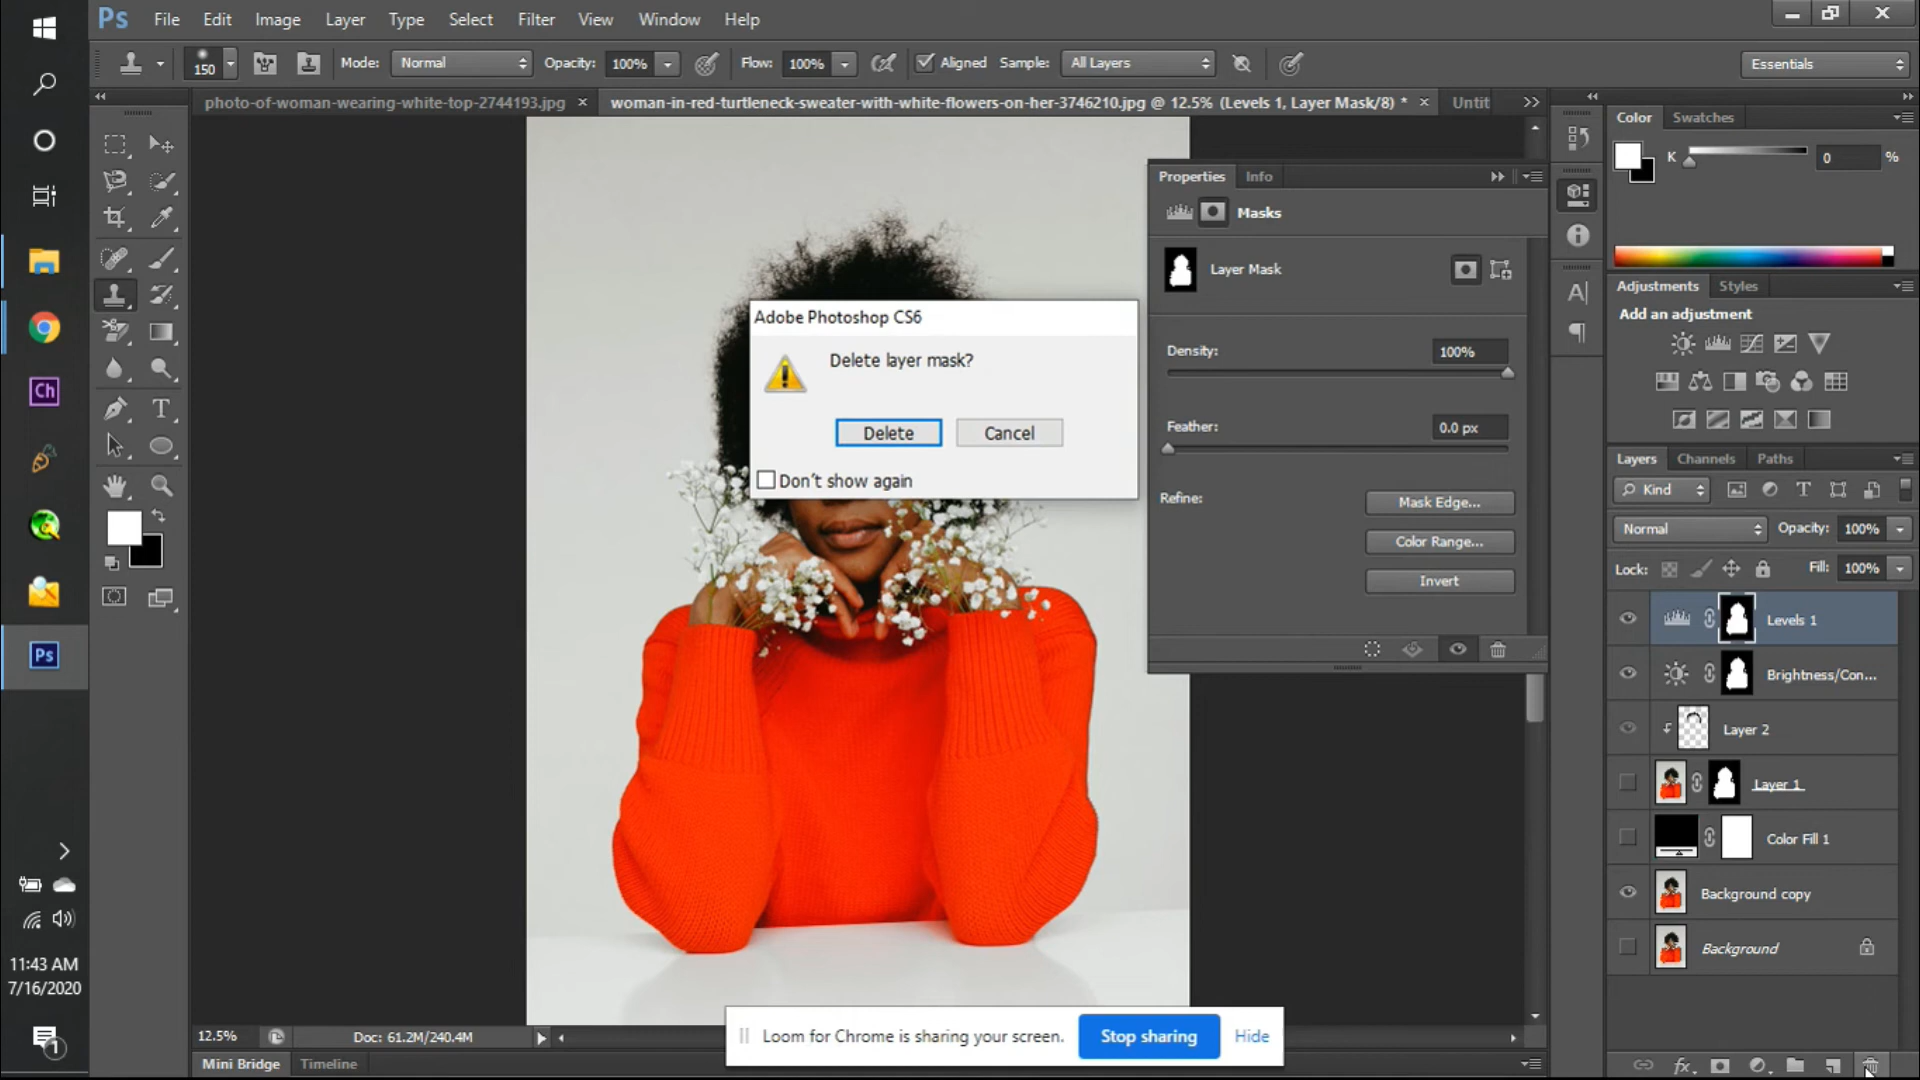 Ps File Edit Image Layer Type Select Filter View Window Help
150 Mode: Normal Opacity: 100% Flow: 100% Aligned Sample: All Layers Essentials
photo-of-woman-wearing-white-top-2744193.jpg × woman-in-red-turtleneck-sweater-with-white-flowers-on-her-3746210.jpg @ 12.5% (Levels 1, Layer Mask/8) * × Untit >>
Color Swatches
K 0 %
Properties Info
Masks
Layer Mask
Density: 100%
Feather: 0.0 px
Refine: Mask Edge...
Color Range...
Invert
Adobe Photoshop CS6
Delete layer mask?
Delete Cancel
Don't show again
Adjustments Styles
Add an adjustment
Layers Channels Paths
Kind
Normal Opacity: 100%
Lock: Fill: 100%
Levels 1
Brightness/Con...
Layer 2
Layer 1
Color Fill 1
Background copy
Background
Ch
Ps
11:43 AM
7/16/2020
1
12.5% Doc: 61.2M/240.4M
Loom for Chrome is sharing your screen. Stop sharing Hide
Mini Bridge Timeline